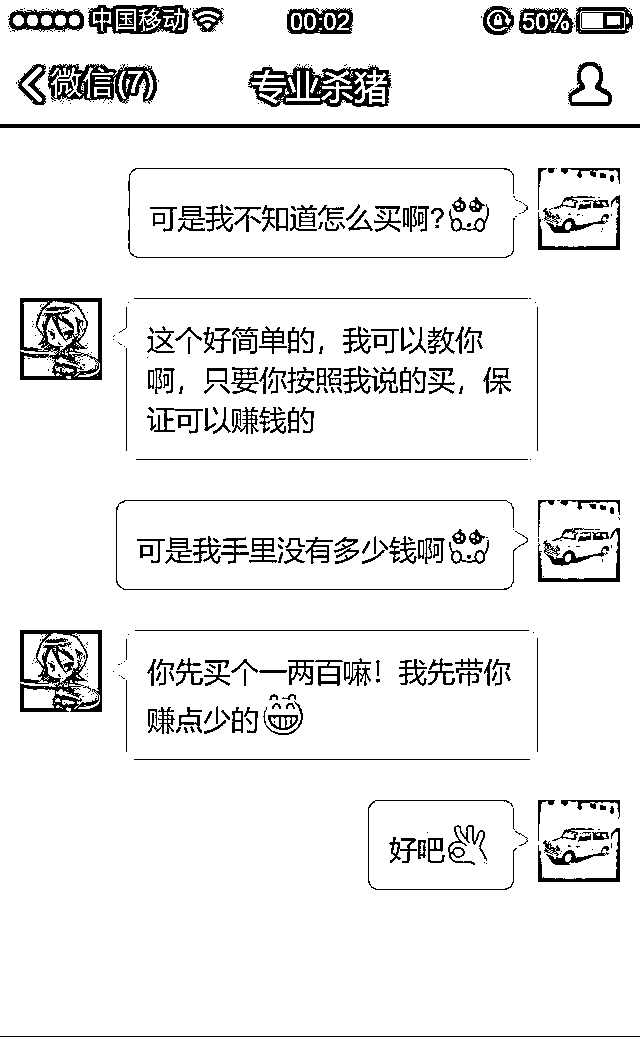 中国移动 00:02 50%
微信(7) 专业杀猪
可是我不知道怎么买啊?
这个好简单的，我可以教你
啊，只要你按照我说的买，保
证可以赚钱的
可是我手里没有多少钱啊
你先买个一两百嘛！我先带你
赚点少的
好吧